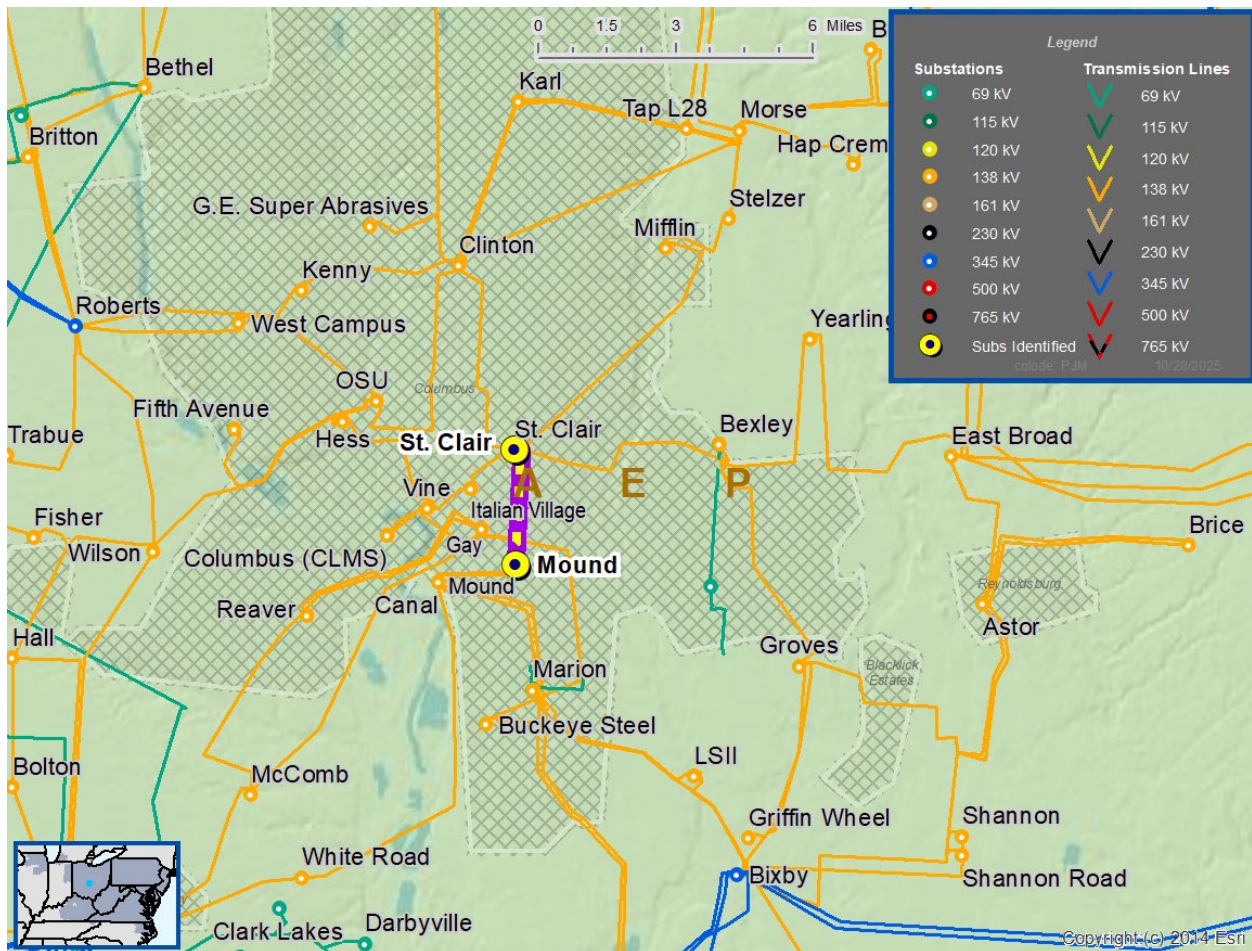 0 1.5 3 6 Miles
B
Bethel
Karl
Tap L28
Morse
Britton
Hap Crem
G.E. Super Abrasives
Stelzer
Mifflin
Clinton
Kenny
Roberts
West Campus
Yearling
OSU
Columbus
Fifth Avenue
Hess
St. Clair
St. Clair
Bexley
East Broad
Trabue
A E P
Vine
Italian Village
Fisher
Wilson
Columbus (CLMS)
Gay
Mound
Brice
Reynoldsburg
Reaver
Canal
Mound
Astor
Hall
Groves
Blacklick
Estates
Marion
Buckeye Steel
LSII
Bolton
McComb
Griffin Wheel
Shannon
White Road
Bixby
Shannon Road
Clark Lakes
Darbyville
Copyright:(c) 2014 Esri
Legend
Substations
69 kV
115 kV
120 kV
138 kV
161 kV
230 kV
345 kV
500 kV
765 kV
Subs Identified
Transmission Lines
69 kV
115 kV
120 kV
138 kV
161 kV
230 kV
345 kV
500 kV
765 kV
colode: PJM 10/28/2025